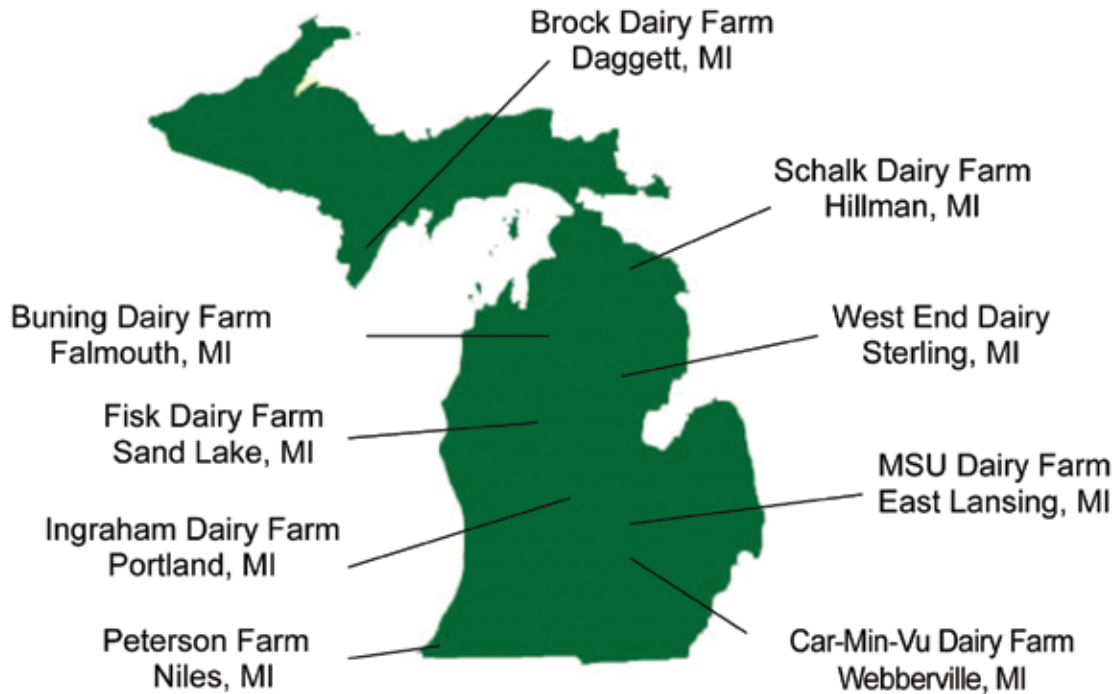 Brock Dairy Farm
Daggett, MI
Schalk Dairy Farm
Hillman, MI
Buning Dairy Farm
Falmouth, MI
West End Dairy
Sterling, MI
Fisk Dairy Farm
Sand Lake, MI
MSU Dairy Farm
East Lansing, MI
Ingraham Dairy Farm
Portland, MI
Peterson Farm
Niles, MI
Car-Min-Vu Dairy Farm
Webberville, MI